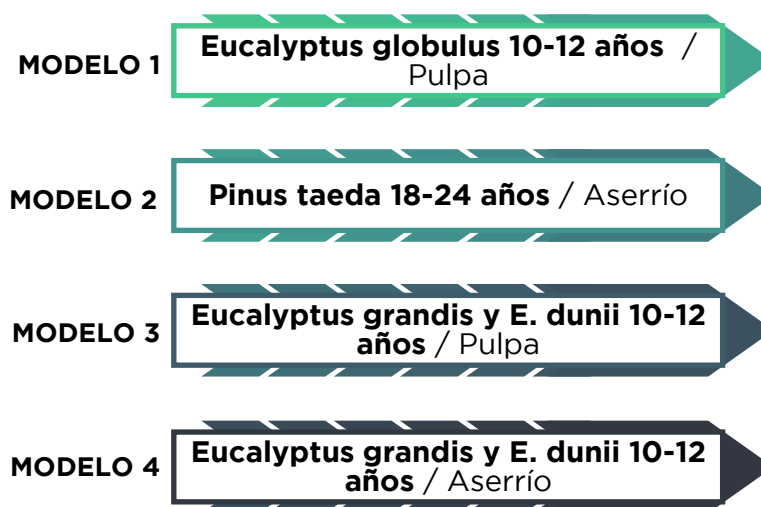 MODELO 1
Eucalyptus globulus 10-12 años /
Pulpa
MODELO 2
Pinus taeda 18-24 años / Aserrío
MODELO 3
Eucalyptus grandis y E. dunii 10-12
años / Pulpa
MODELO 4
Eucalyptus grandis y E. dunii 10-12
años / Aserrío